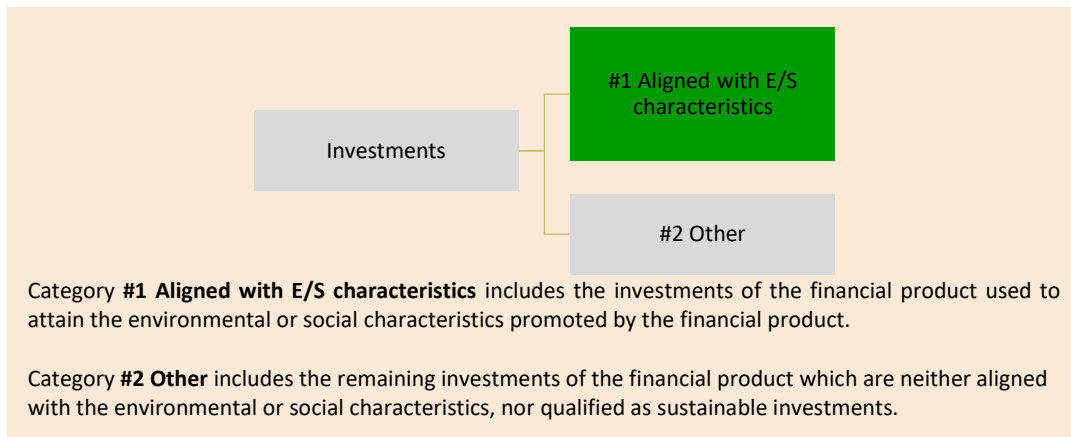 #1 Aligned with E/S
characteristics
Investments
#2 Other
Category #1 Aligned with E/S characteristics includes the investments of the financial product used to
attain the environmental or social characteristics promoted by the financial product.
Category #2 Other includes the remaining investments of the financial product which are neither aligned
with the environmental or social characteristics, nor qualified as sustainable investments.